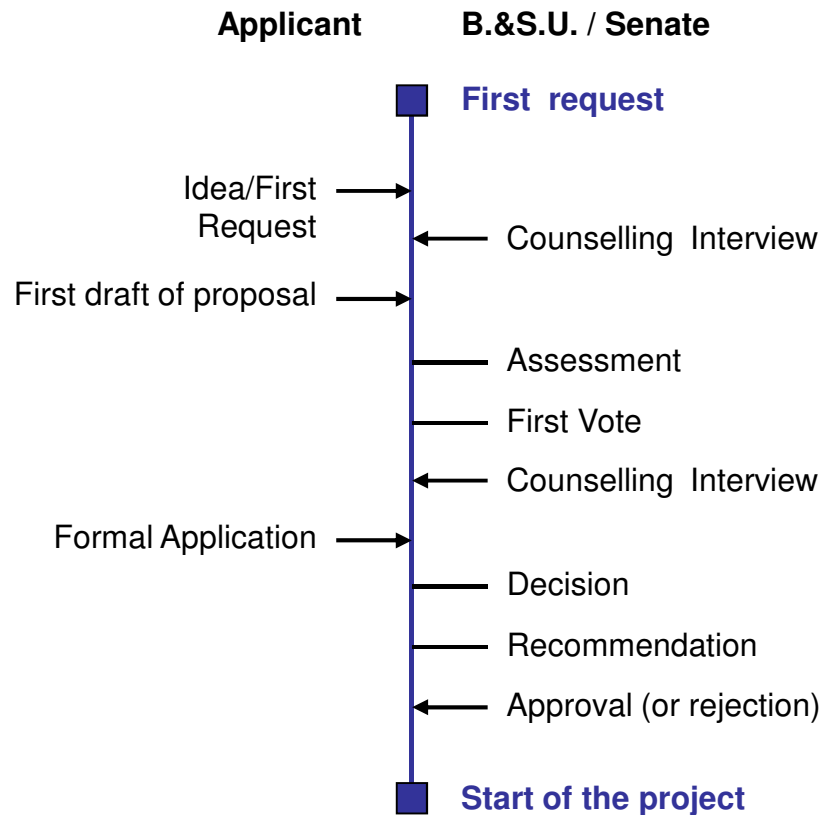 Applicant B.&S.U. / Senate
First request
Idea/First
Request
Counselling Interview
First draft of proposal
Assessment
First Vote
Counselling Interview
Formal Application
Decision
Recommendation
Approval (or rejection)
Start of the project